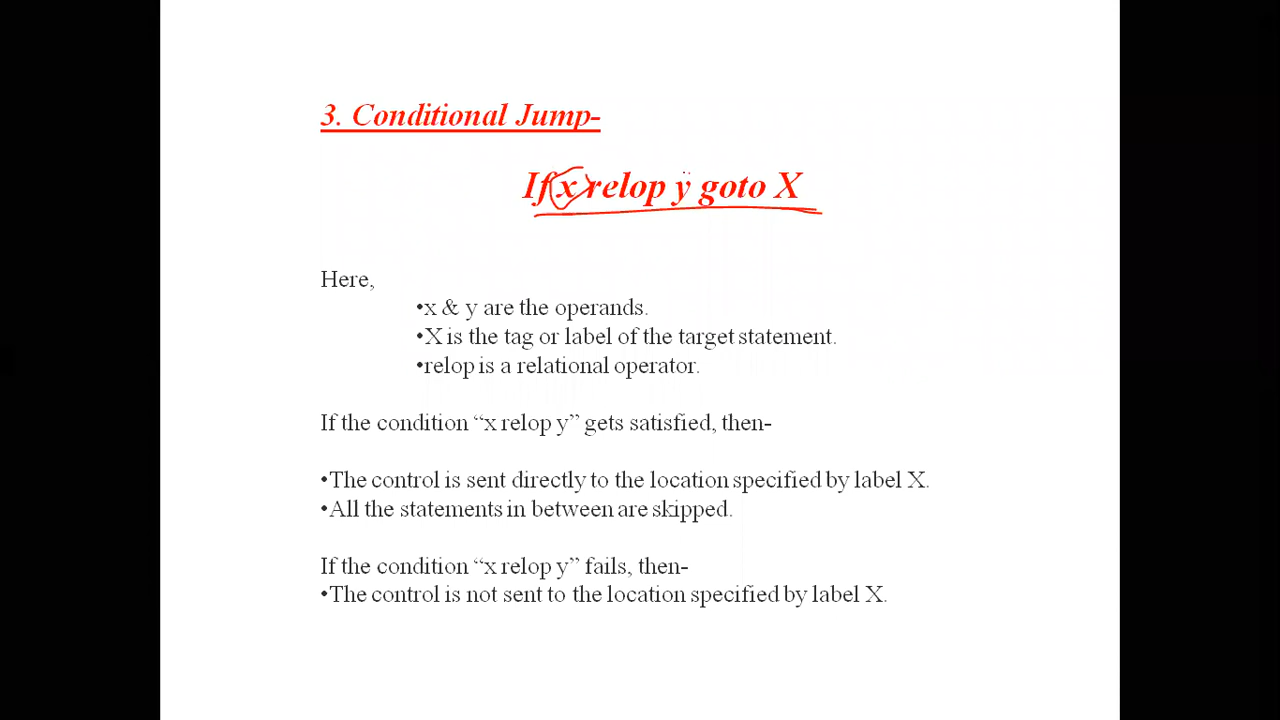 3. Conditional Jump-
If x relop y goto X
Here,
•x & y are the operands.
•X is the tag or label of the target statement.
•relop is a relational operator.
If the condition “x relop y” gets satisfied, then-
•The control is sent directly to the location specified by label X.
•All the statements in between are skipped.
If the condition “x relop y” fails, then-
•The control is not sent to the location specified by label X.